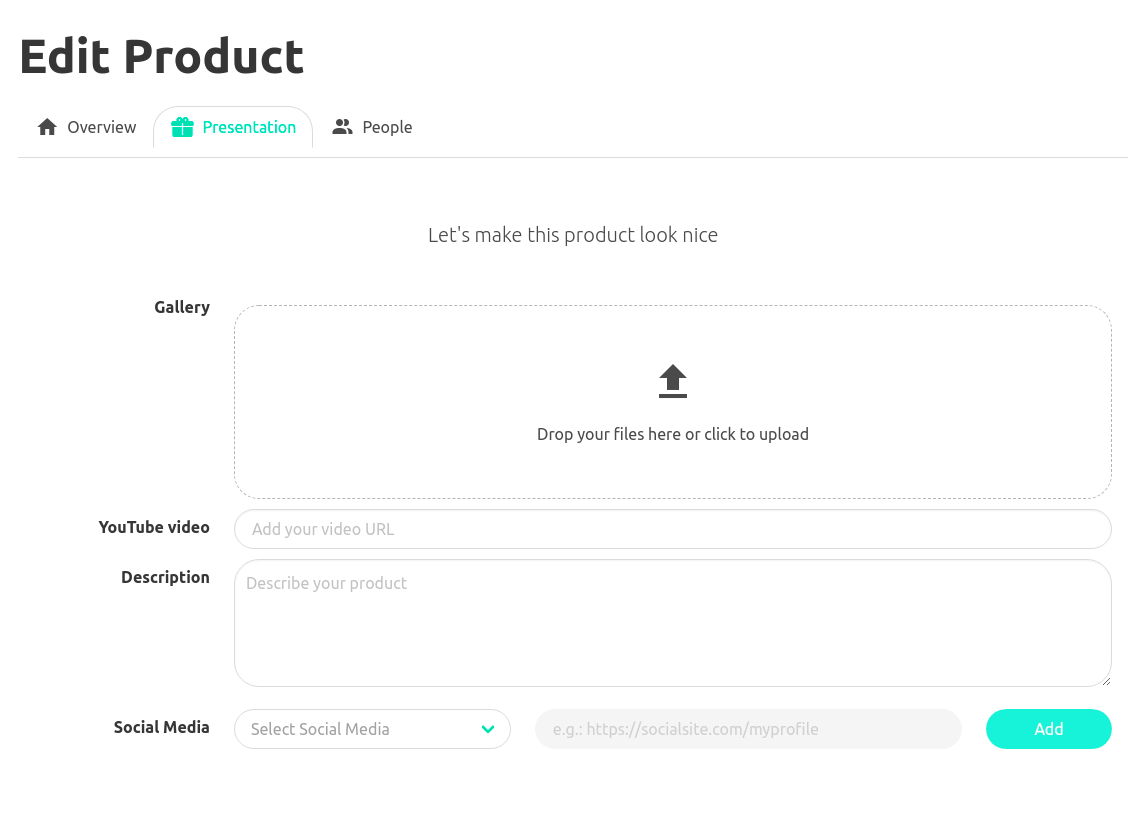 Edit Product
Overview
Presentation
People
Let's make this product look nice
Gallery
Drop your files here or click to upload
YouTube video
Add your video URL
Description
Describe your product
Social Media
Select Social Media
e.g.: https://socialsite.com/myprofile
Add